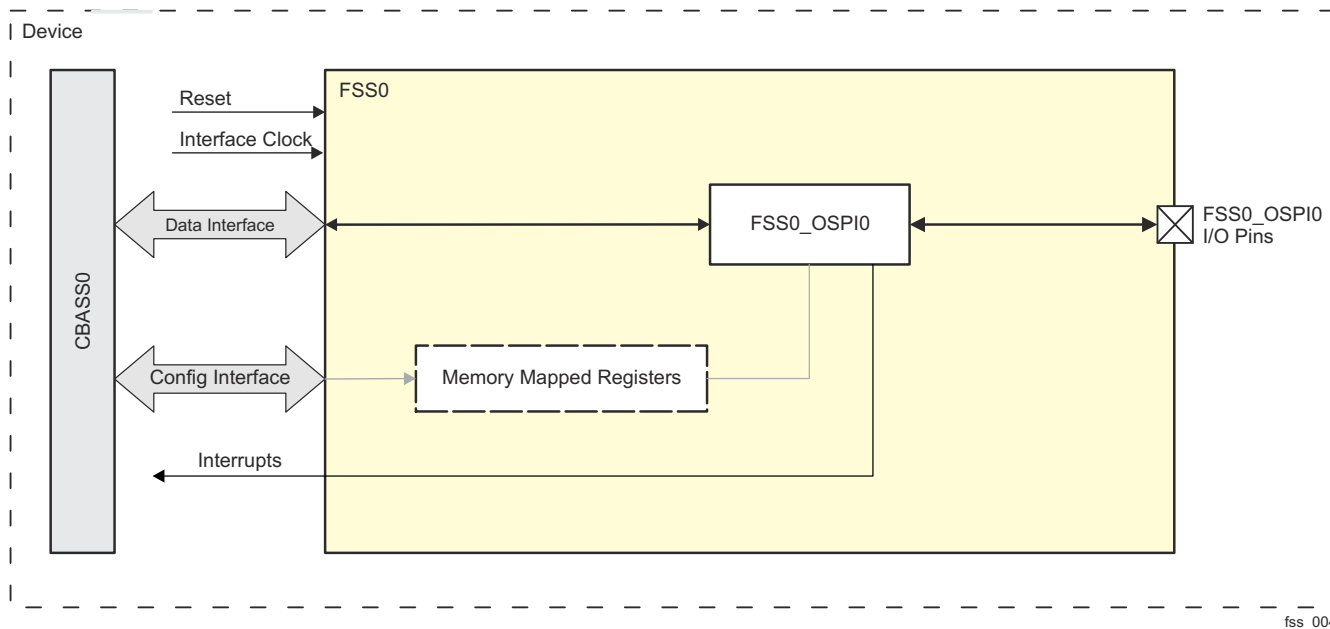 Device
FSS0
Reset
Interface Clock
Data Interface
FSS0_OSPI0
FSS0_OSPI0
I/O Pins
CBASS0
Config Interface
Memory Mapped Registers
Interrupts